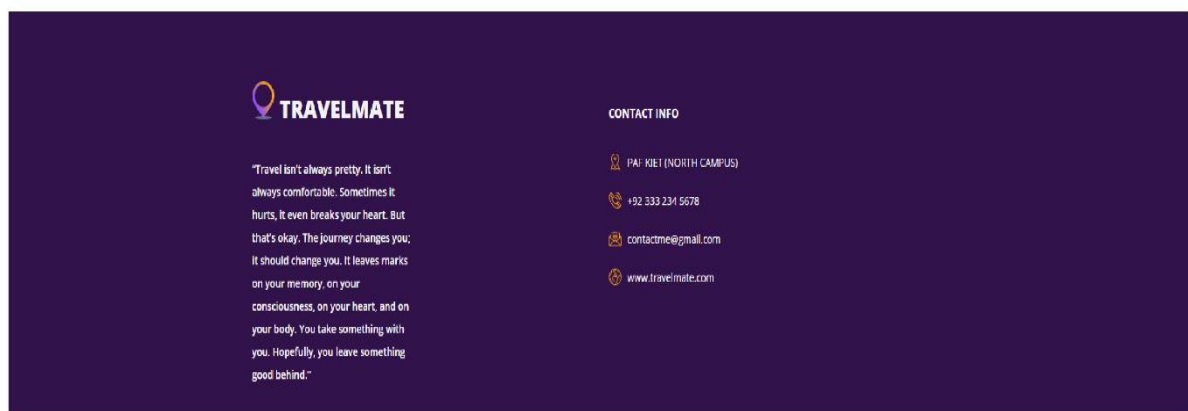 TRAVELMATE
"Travel isn't always pretty. It isn't
always comfortable. Sometimes it
hurts, it even breaks your heart. But
that's okay. The journey changes you;
it should change you. It leaves marks
on your memory, on your
consciousness, on your heart, and on
your body. You take something with
you. Hopefully, you leave something
good behind."
CONTACT INFO
PAF KIET (NORTH CAMPUS)
+92 333 234 5678
contactme@gmail.com
www.travelmate.com